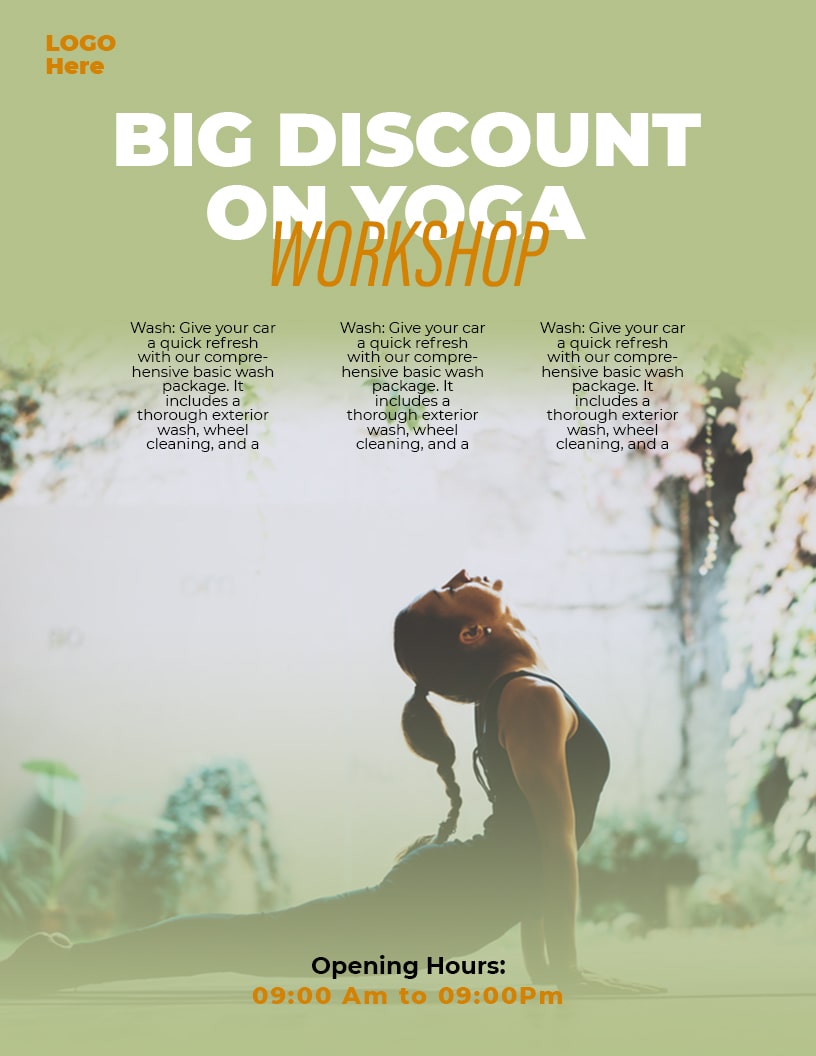 LOGO
Here
BIG DISCOUNT
ON YOGA
WORKSHOP
Wash: Give your car
a quick refresh
with our compre-
hensive basic wash
package. It
includes a
thorough exterior
wash, wheel
cleaning, and a
Wash: Give your car
a quick refresh
with our compre-
hensive basic wash
package. It
includes a
thorough exterior
wash, wheel
cleaning, and a
Wash: Give your car
a quick refresh
with our compre-
hensive basic wash
package. It
includes a
thorough exterior
wash, wheel
cleaning, and a
Opening Hours:
09:00 Am to 09:00Pm